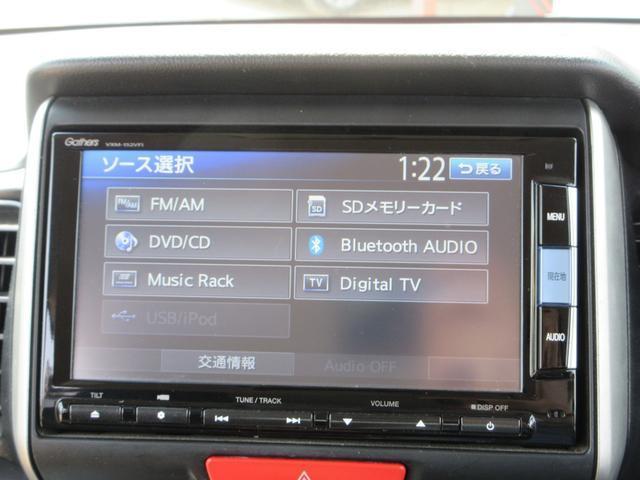 Gathers VXM-152VFi
ソース選択 1:22 戻る
FM/AM SDメモリーカード
DVD/CD Bluetooth AUDIO
Music Rack TV Digital TV
USB/iPod
交通情報 Audio OFF
MENU
現在地
AUDIO
TILT TUNE / TRACK VOLUME DISP OFF